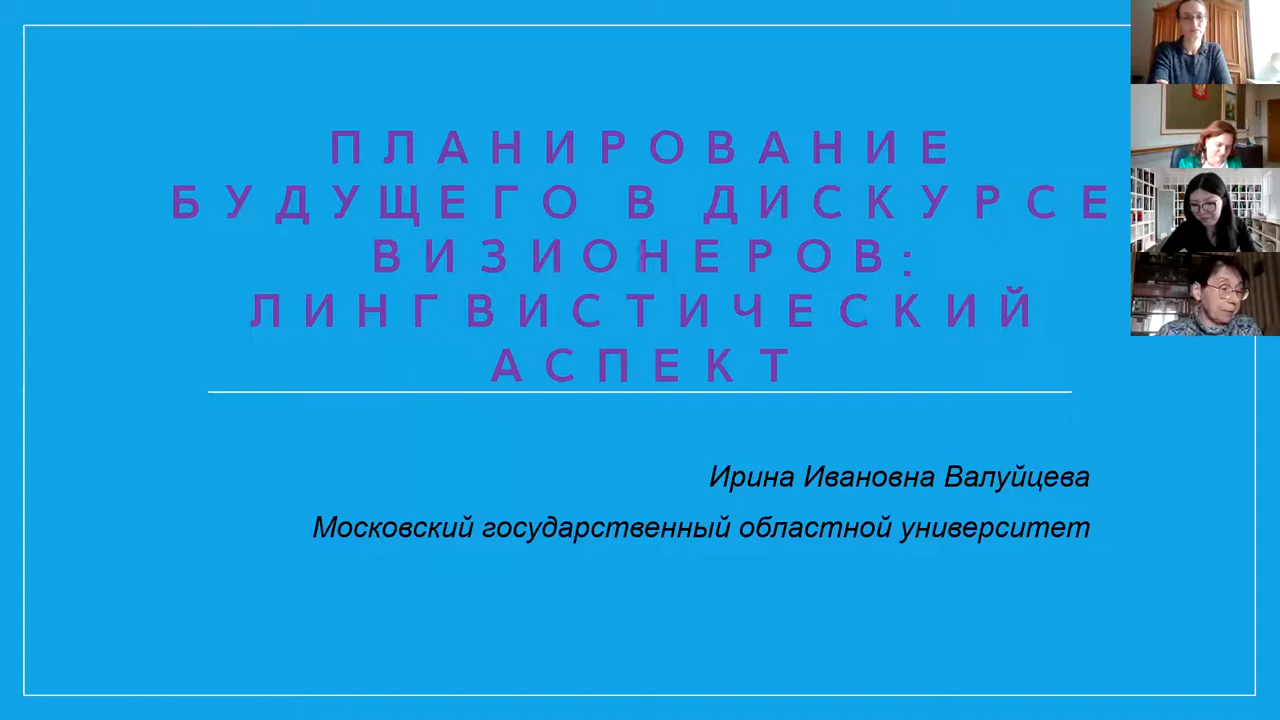 ПЛАНИРОВАНИЕ
БУДУЩЕГО В ДИСКУРСЕ
ВИЗИОНЕРОВ:
ЛИНГВИСТИЧЕСКИЙ
АСПЕКТ
Ирина Ивановна Валуйцева
Московский государственный областной университет